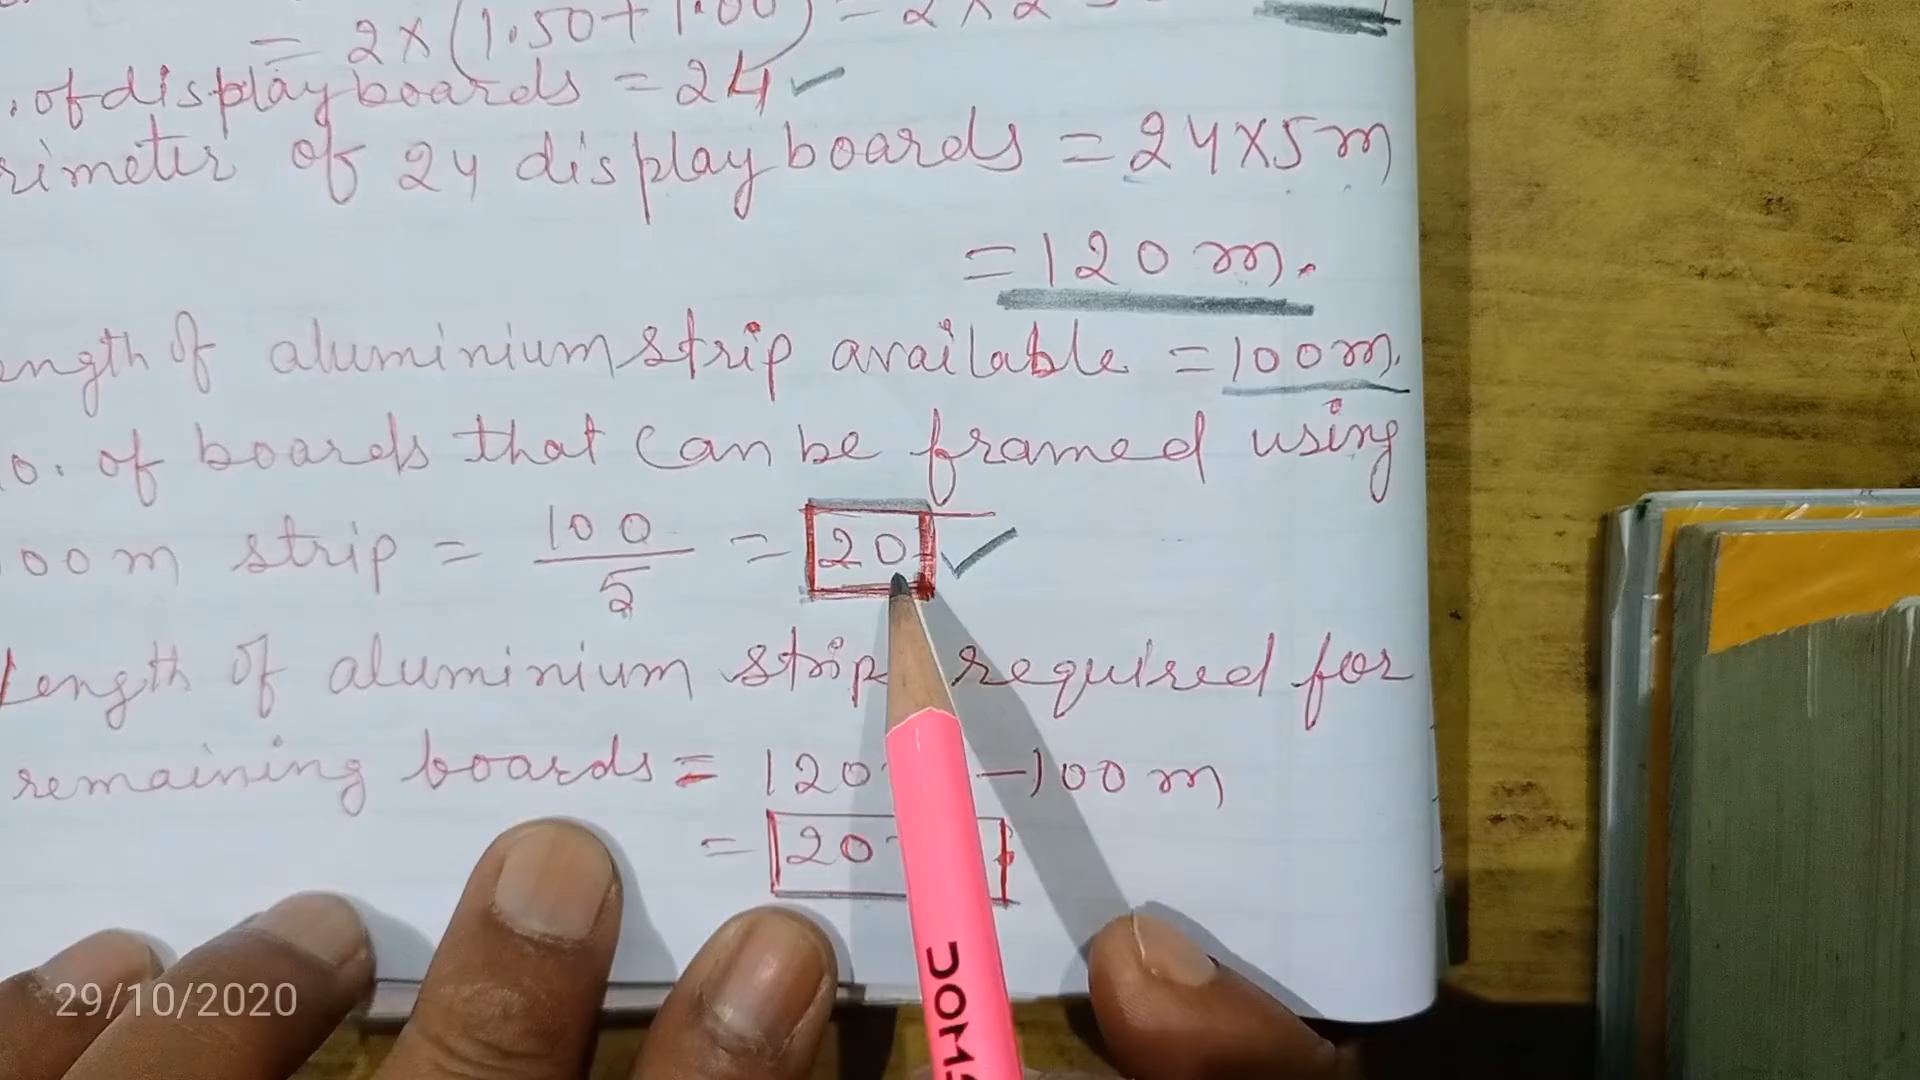 = 2×(1.50+1.00) = 2×2
. of display boards = 24 ✓
rimeter of 24 display boards = 24×5m
= 120 m.
ength of aluminium strip available = 100m.
o. of boards that can be framed using
00m strip = 100/5 = 20 ✓
Length of aluminium strip required for
remaining boards = 120 - 100 m
= 20
DOMS
29/10/2020